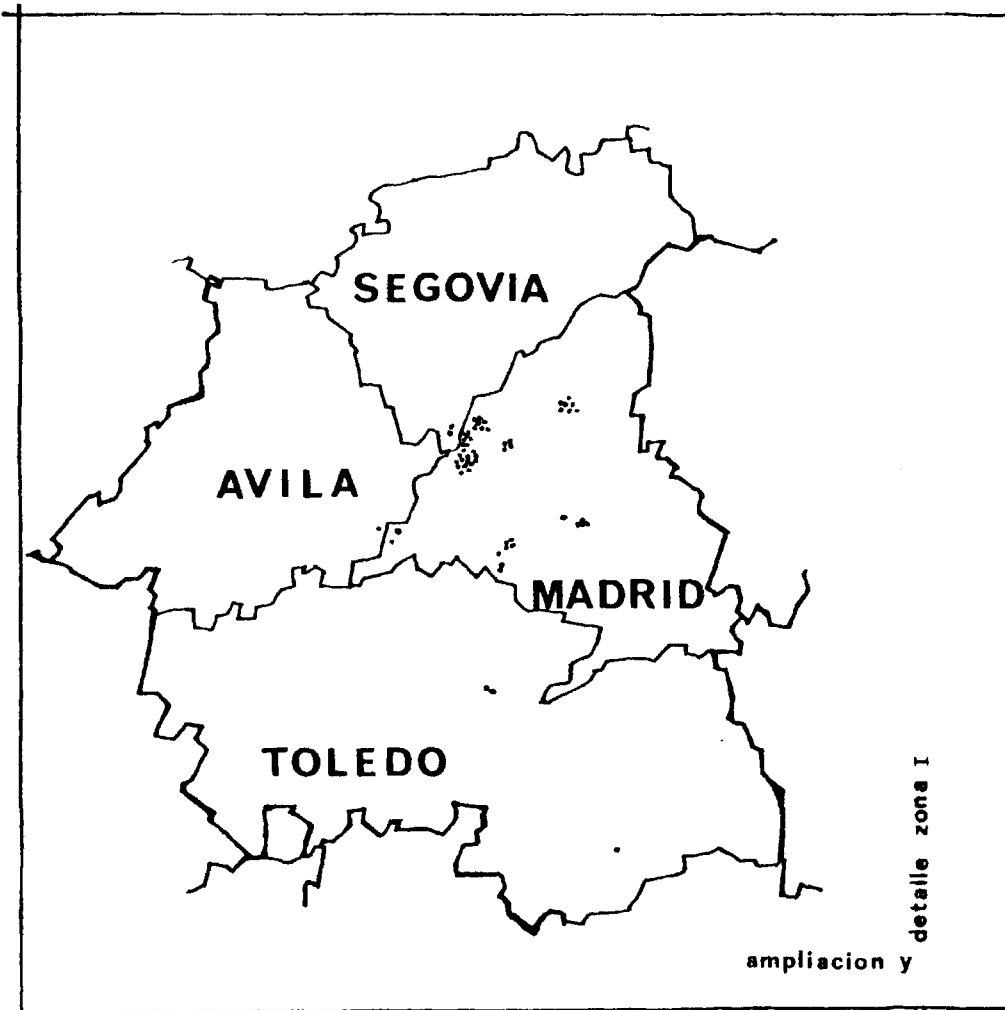 SEGOVIA
AVILA
MADRID
TOLEDO
ampliacion y
detalle zona I